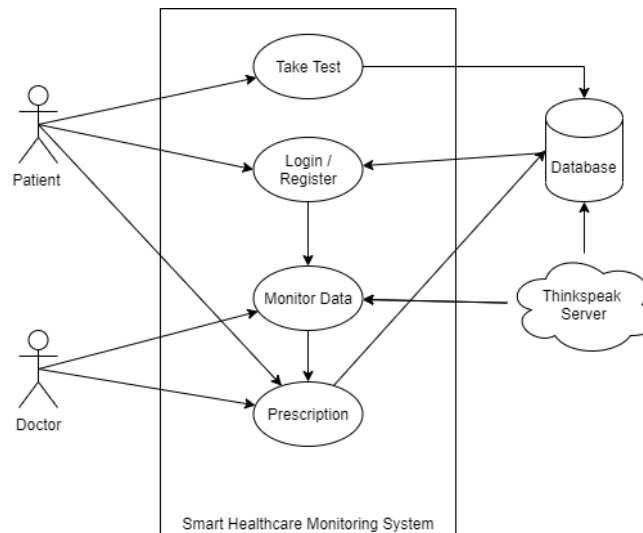 Take Test
Patient
Login /
Register
Database
Monitor Data
Thinkspeak
Server
Doctor
Prescription
Smart Healthcare Monitoring System